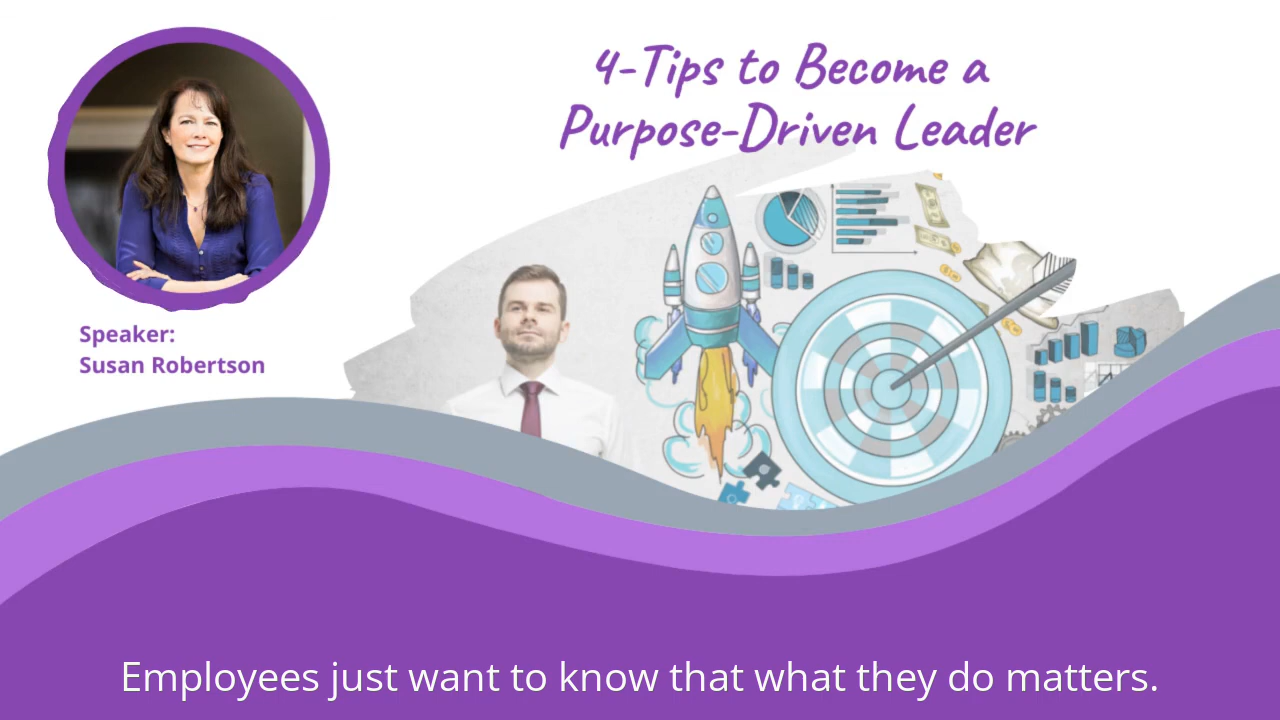 4-Tips to Become a
Purpose-Driven Leader
Speaker:
Susan Robertson
Employees just want to know that what they do matters.